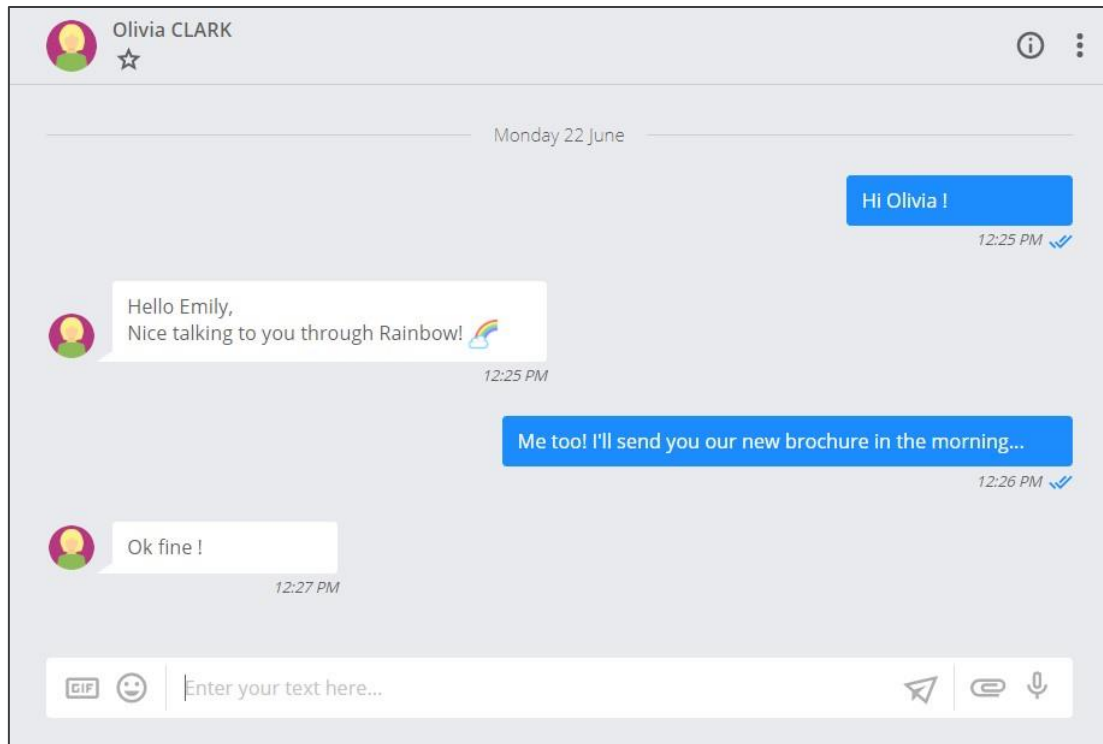 Olivia CLARK
Monday 22 June
Hi Olivia !
12:25 PM
Hello Emily,
Nice talking to you through Rainbow!
12:25 PM
Me too! I'll send you our new brochure in the morning...
12:26 PM
Ok fine !
12:27 PM
GIF
Enter your text here...